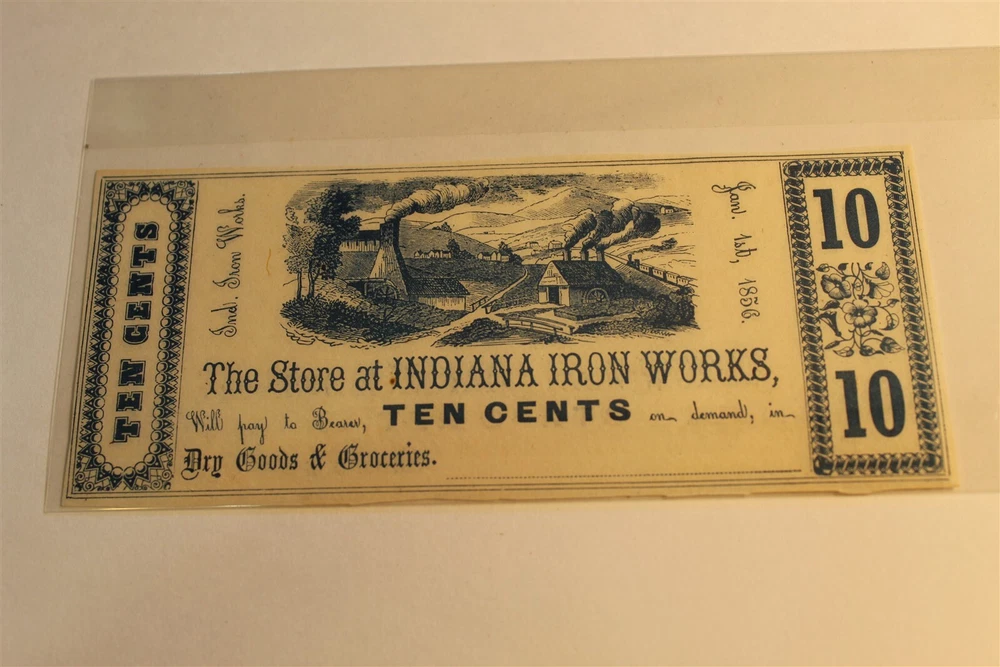 TEN CENTS
Ind. Iron Works.
Jan. 1st, 1856.
10
The Store at INDIANA IRON WORKS,
Will pay to Bearer, TEN CENTS on demand, in
Dry Goods & Groceries.
10